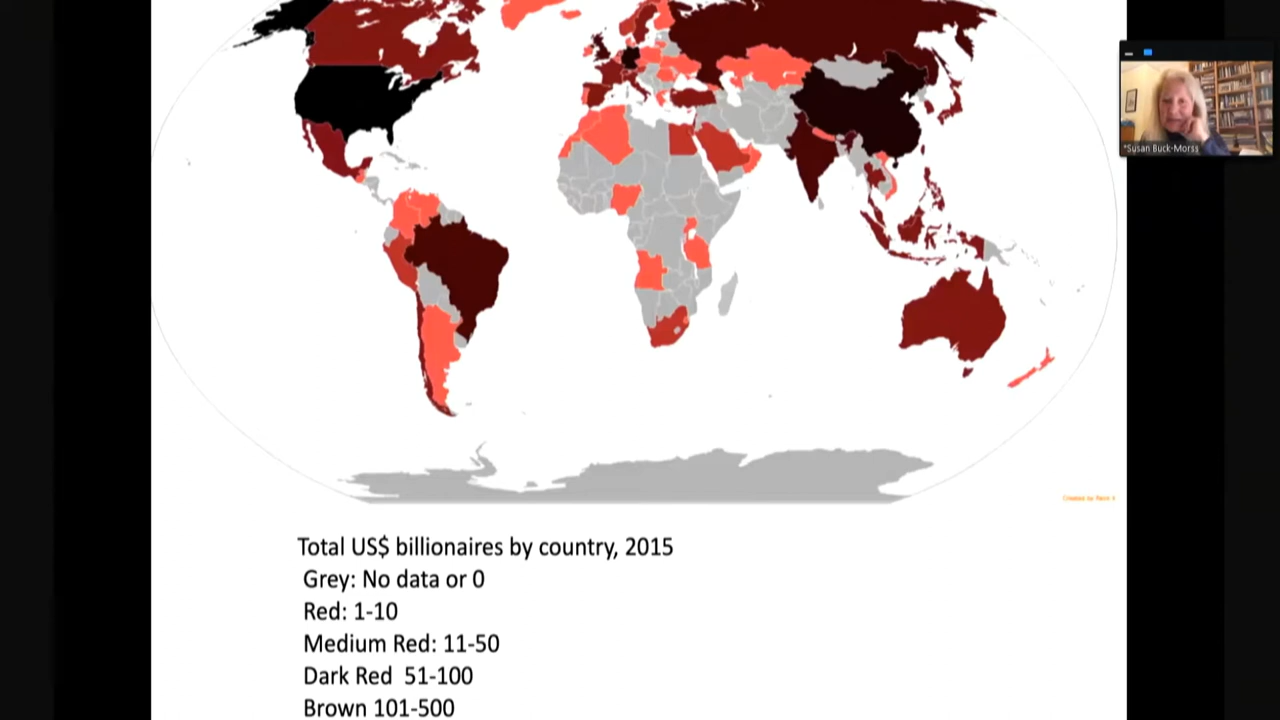 *Susan Buck-Morss
Total US$ billionaires by country, 2015
Grey: No data or 0
Red: 1-10
Medium Red: 11-50
Dark Red 51-100
Brown 101-500